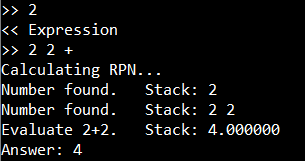 >> 2
<< Expression
>> 2 2 +
Calculating RPN...
Number found.   Stack: 2
Number found.   Stack: 2 2
Evaluate 2+2.   Stack: 4.000000
Answer: 4